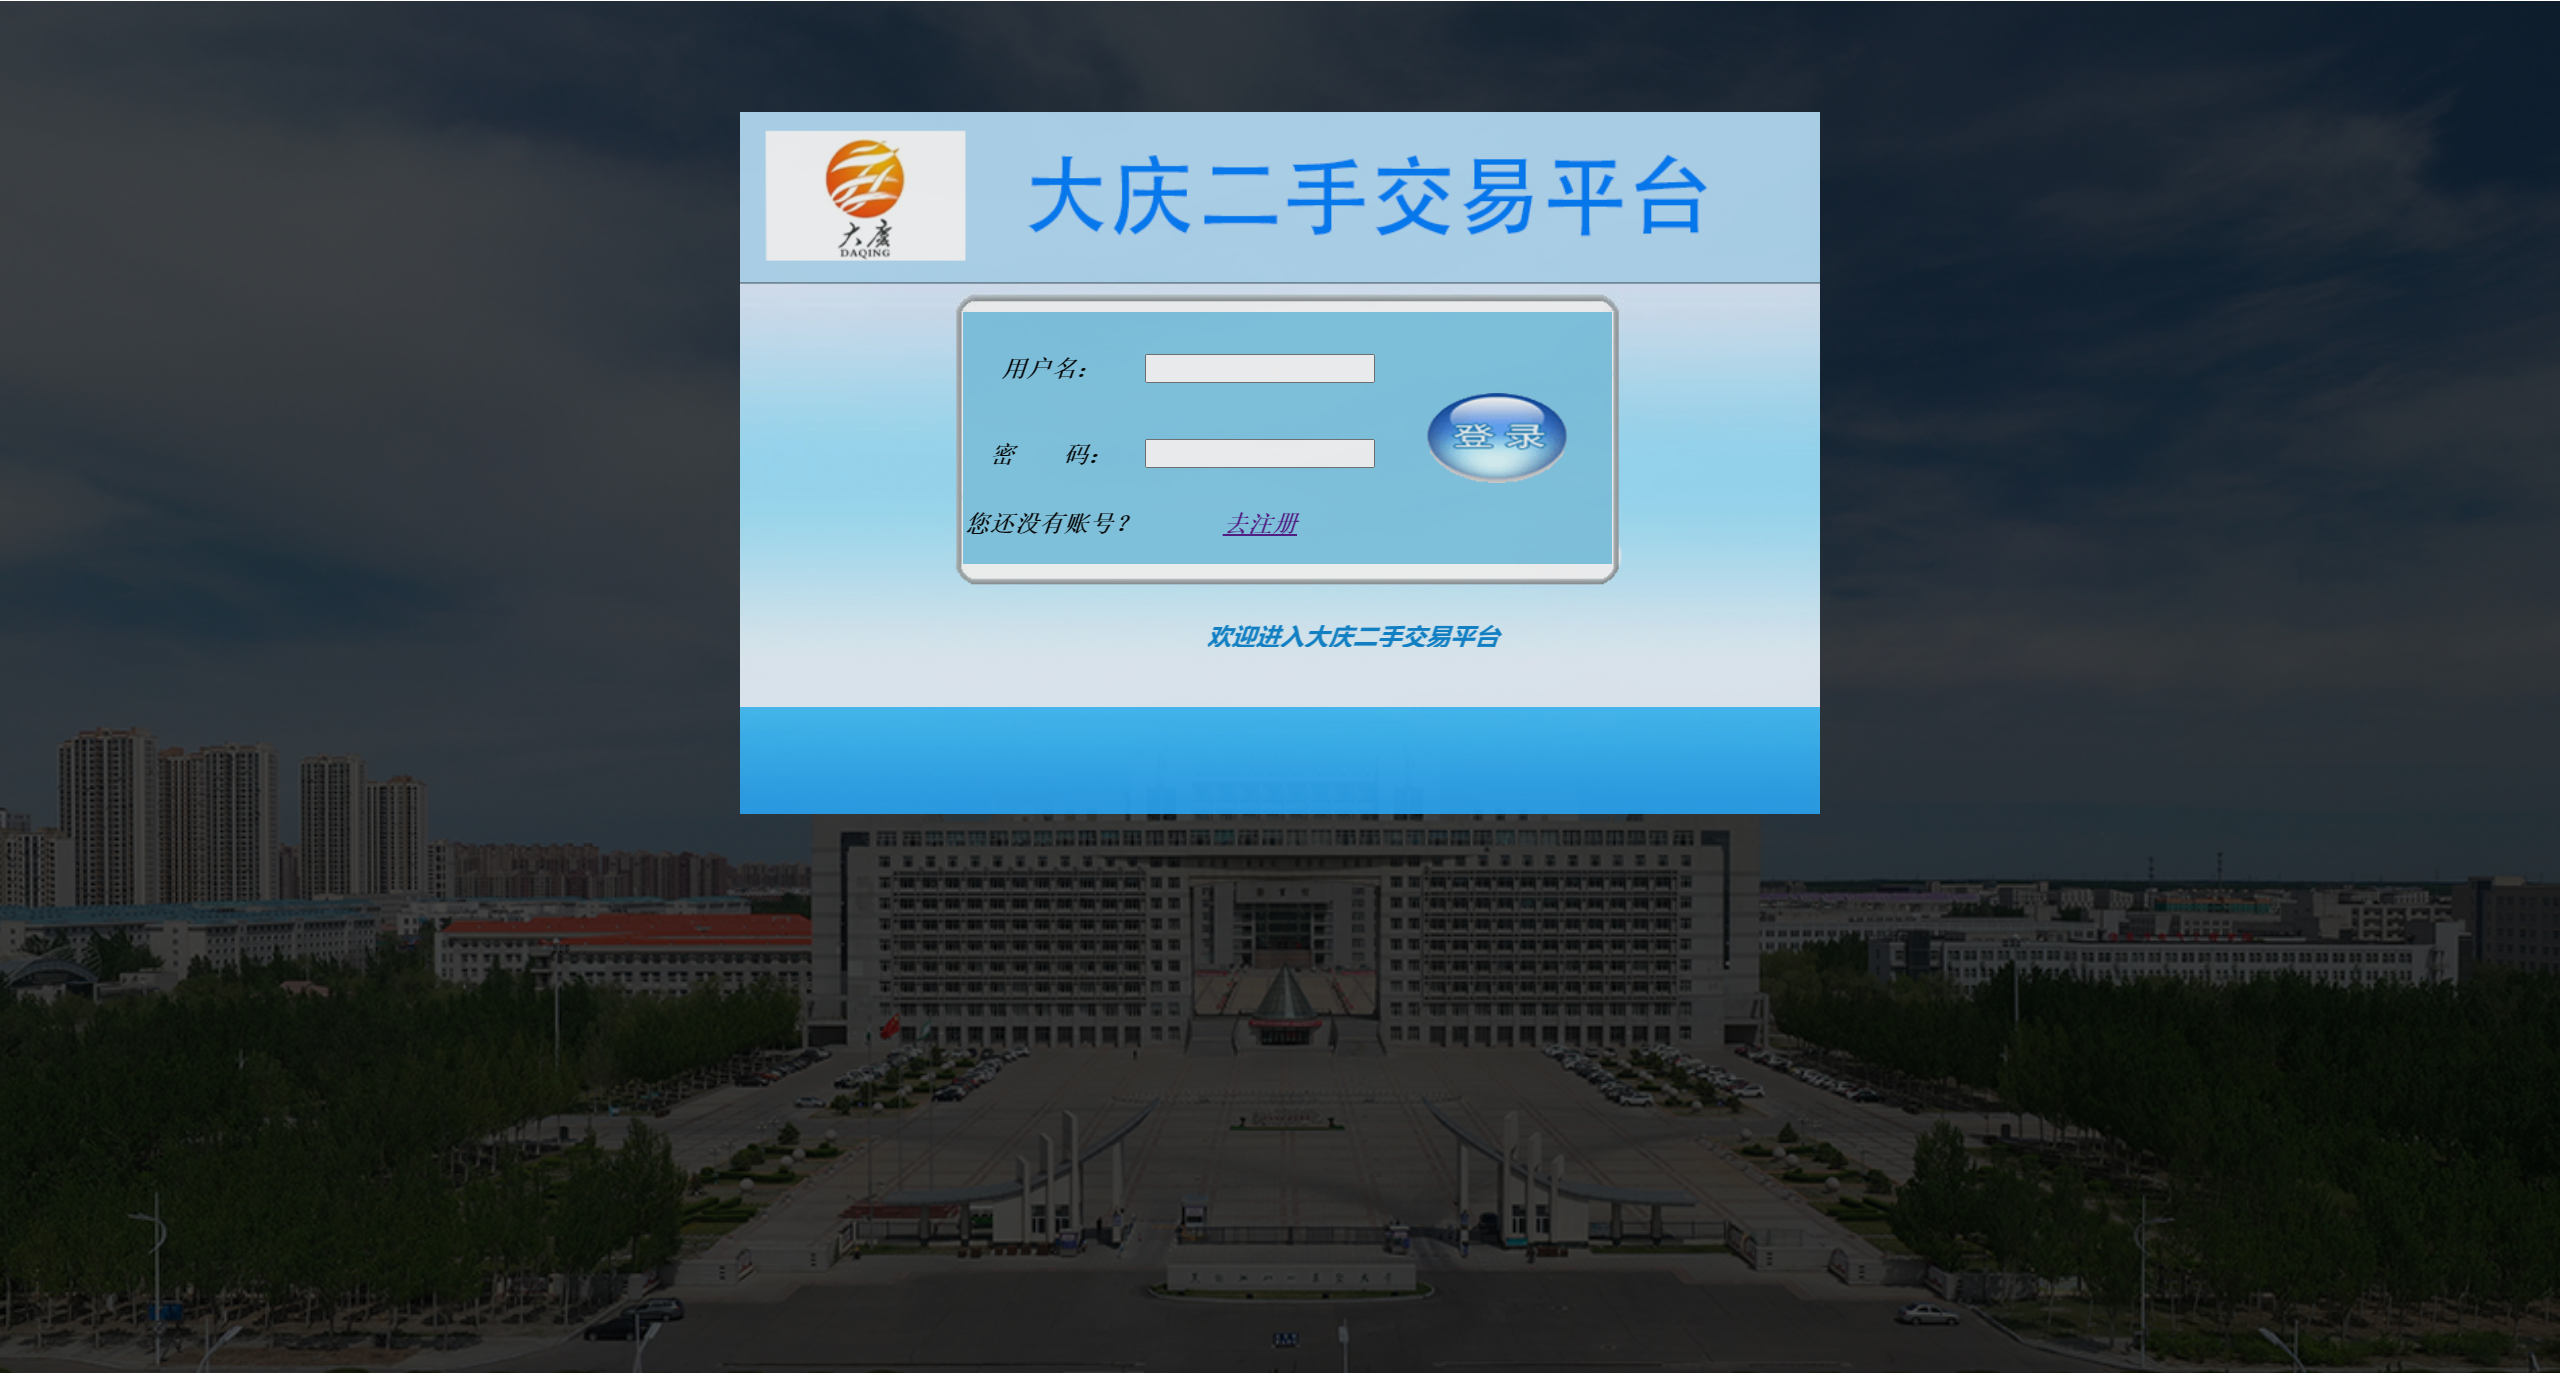 大慶
DAQING
大庆二手交易平台
用户名：
密 码：
登录
您还没有账号？ 去注册
欢迎进入大庆二手交易平台